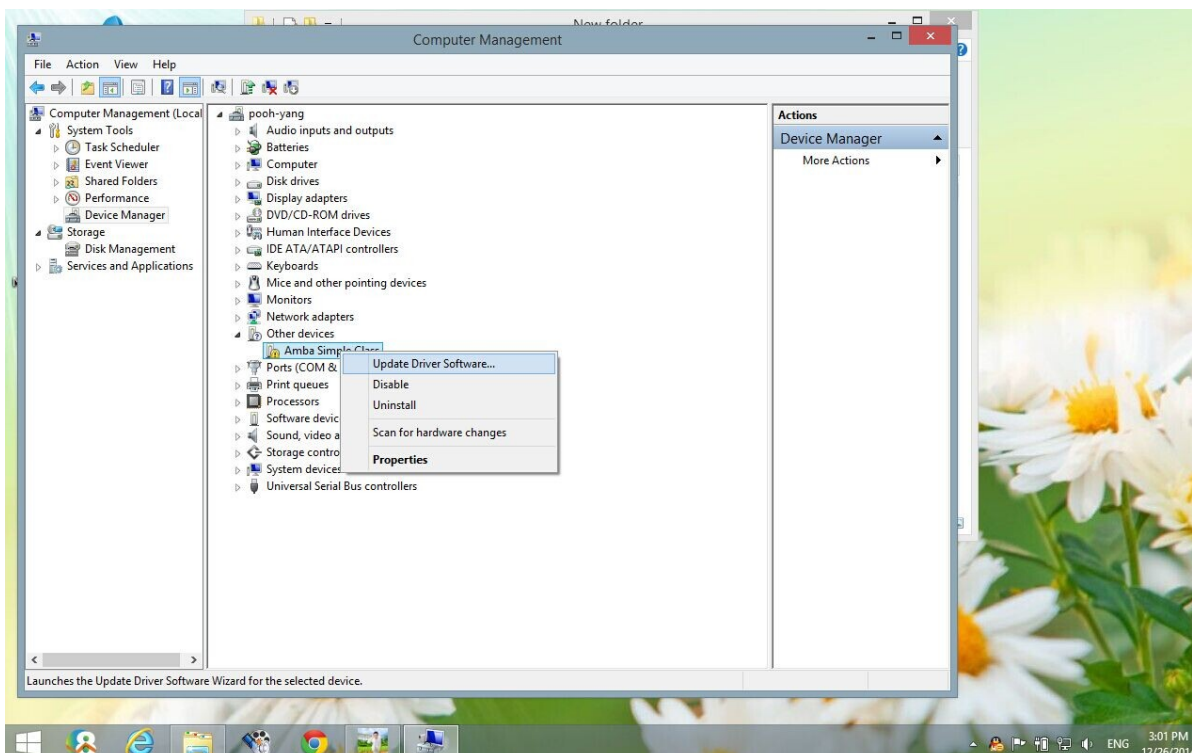 New folder
Computer Management
File Action View Help
Computer Management (Local
System Tools
Task Scheduler
Event Viewer
Shared Folders
Performance
Device Manager
Storage
Disk Management
Services and Applications
pooh-yang
Audio inputs and outputs
Batteries
Computer
Disk drives
Display adapters
DVD/CD-ROM drives
Human Interface Devices
IDE ATA/ATAPI controllers
Keyboards
Mice and other pointing devices
Monitors
Network adapters
Other devices
Amba Simple Class
Ports (COM &
Print queues
Processors
Software devic
Sound, video a
Storage contro
System devices
Universal Serial Bus controllers
Update Driver Software...
Disable
Uninstall
Scan for hardware changes
Properties
Actions
Device Manager
More Actions
Launches the Update Driver Software Wizard for the selected device.
ENG
3:01 PM
12/26/201